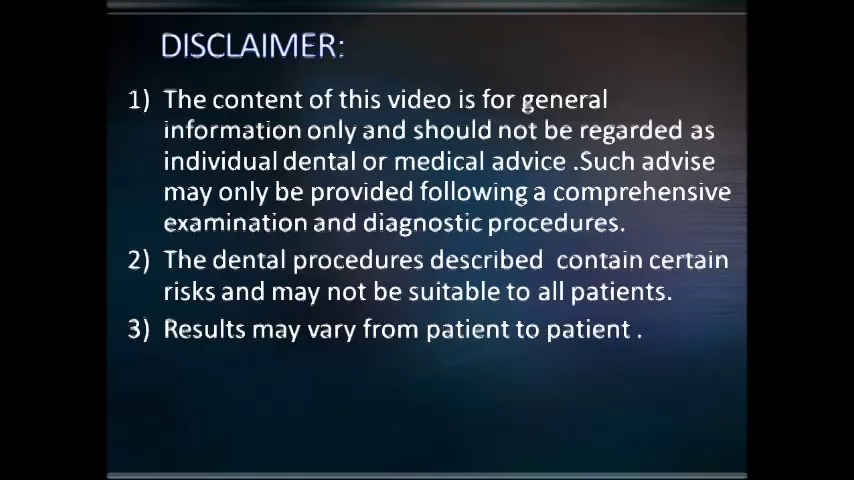 DISCLAIMER:
1) The content of this video is for general
information only and should not be regarded as
individual dental or medical advice .Such advise
may only be provided following a comprehensive
examination and diagnostic procedures.
2) The dental procedures described  contain certain
risks and may not be suitable to all patients.
3) Results may vary from patient to patient .